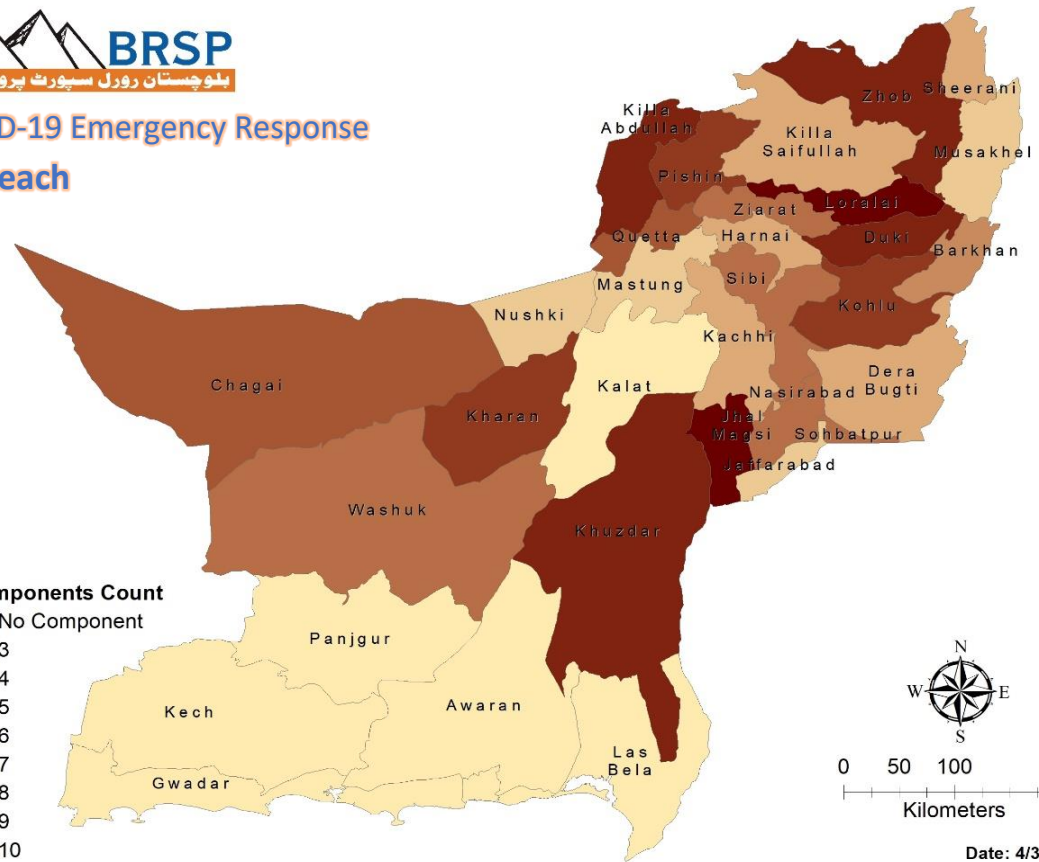 BRSP
بلوچستان رورل سپورٹ پرو
D-19 Emergency Response
each
Killa
Abdullah
Zhob
Sheerani
Killa
Saifullah
Musakhel
Pishin
Ziarat
Loralai
Quetta
Harnai
Duki
Barkhan
Mastung
Sibi
Nushki
Kohlu
Kachhi
Chagai
Kalat
Dera
Bugti
Nasirabad
Kharan
Jhal
Magsi
Sohbatpur
Jaffarabad
Washuk
Khuzdar
Panjgur
Kech
Awaran
Las
Bela
Gwadar
mponents Count
No Component
3
4
5
6
7
8
9
10
N
W
E
S
0 50 100
Kilometers
Date: 4/3